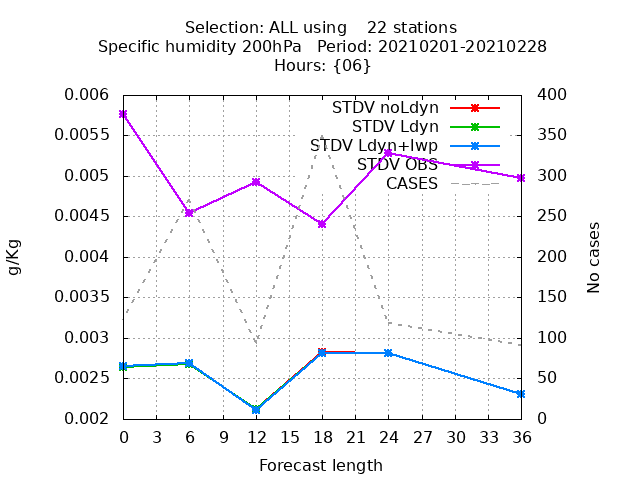 Selection: ALL using    22 stations
Specific humidity 200hPa   Period: 20210201-20210228
Hours: {06}
STDV noLdyn
STDV Ldyn
STDV Ldyn+lwp
STDV OBS
CASES
0.006
0.0055
0.005
0.0045
0.004
0.0035
0.003
0.0025
0.002
g/Kg
400
350
300
250
200
150
100
50
0
No cases
0 3 6 9 12 15 18 21 24 27 30 33 36
Forecast length